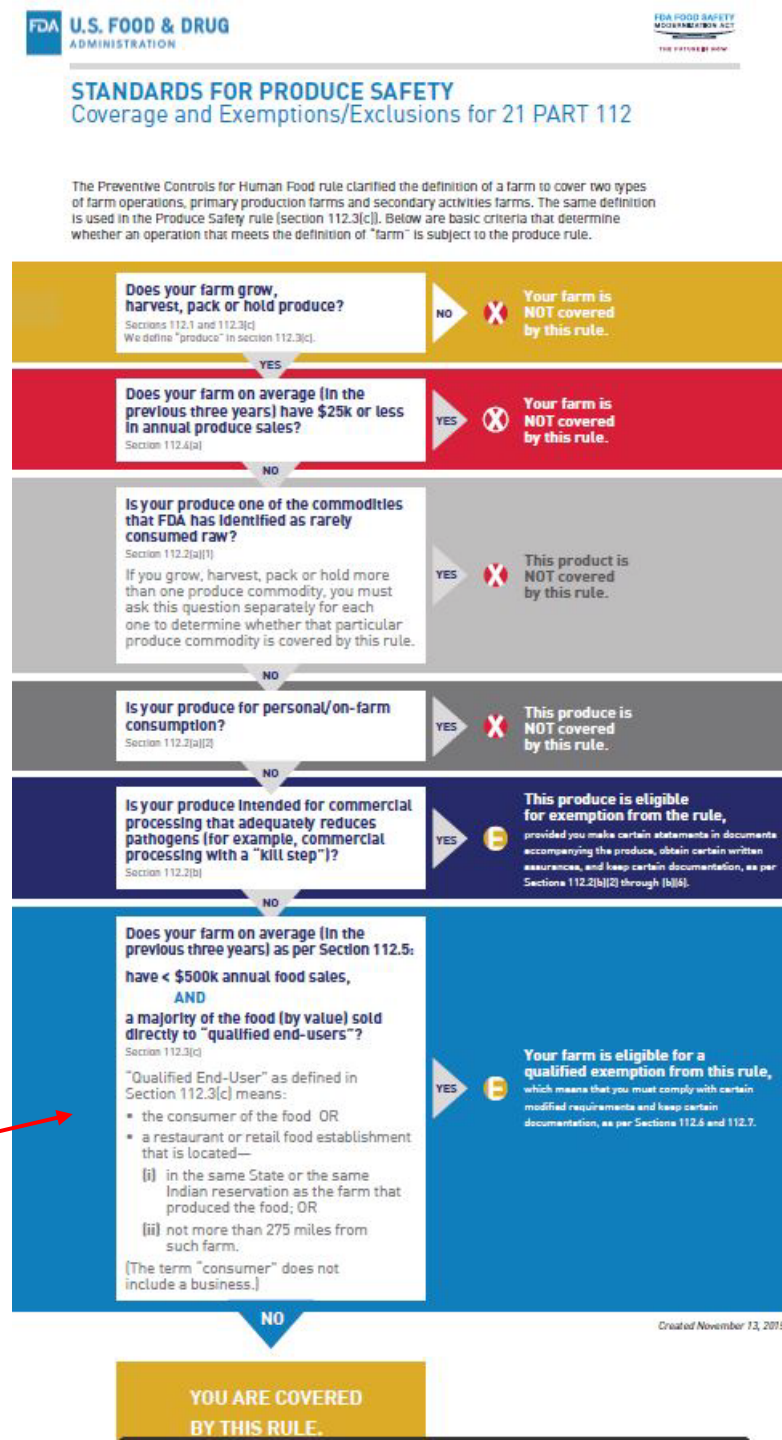 FDA U.S. FOOD & DRUG
ADMINISTRATION
FDA FOOD SAFETY
MODERNIZATION ACT
THE FUTURE IS NOW
STANDARDS FOR PRODUCE SAFETY
Coverage and Exemptions/Exclusions for 21 PART 112
The Preventive Controls for Human Food rule clarified the definition of a farm to cover two types
of farm operations, primary production farms and secondary activities farms. The same definition
is used in the Produce Safety rule (section 112.3(c)). Below are basic criteria that determine
whether an operation that meets the definition of "farm" is subject to the produce rule.
Does your farm grow,
harvest, pack or hold produce?
Sections 112.1 and 112.3(c)
We define "produce" in section 112.3(c).
NO
X
Your farm is
NOT covered
by this rule.
YES
Does your farm on average (in the
previous three years) have $25k or less
in annual produce sales?
Section 112.4(a)
YES
X
Your farm is
NOT covered
by this rule.
NO
Is your produce one of the commodities
that FDA has identified as rarely
consumed raw?
Section 112.2(a)(1)
If you grow, harvest, pack or hold more
than one produce commodity, you must
ask this question separately for each
one to determine whether that particular
produce commodity is covered by this rule.
YES
X
This product is
NOT covered
by this rule.
NO
Is your produce for personal/on-farm
consumption?
Section 112.2(a)(2)
YES
X
This produce is
NOT covered
by this rule.
NO
Is your produce intended for commercial
processing that adequately reduces
pathogens (for example, commercial
processing with a "kill step")?
Section 112.2(b)
YES
E
This produce is eligible
for exemption from the rule,
provided you make certain statements in documents
accompanying the produce, obtain certain written
assurances, and keep certain documentation, as per
Sections 112.2(b)(2) through (b)(6).
NO
Does your farm on average (in the
previous three years) as per Section 112.5:
have < $500k annual food sales,
AND
a majority of the food (by value) sold
directly to "qualified end-users"?
Section 112.3(c)
"Qualified End-User" as defined in
Section 112.3(c) means:
• the consumer of the food OR
• a restaurant or retail food establishment
that is located—
(i) in the same State or the same
Indian reservation as the farm that
produced the food; OR
(ii) not more than 275 miles from
such farm.
(The term "consumer" does not
include a business.)
YES
E
Your farm is eligible for a
qualified exemption from this rule,
which means that you must comply with certain
modified requirements and keep certain
documentation, as per Sections 112.6 and 112.7.
NO
Created November 13, 2015
YOU ARE COVERED
BY THIS RULE.